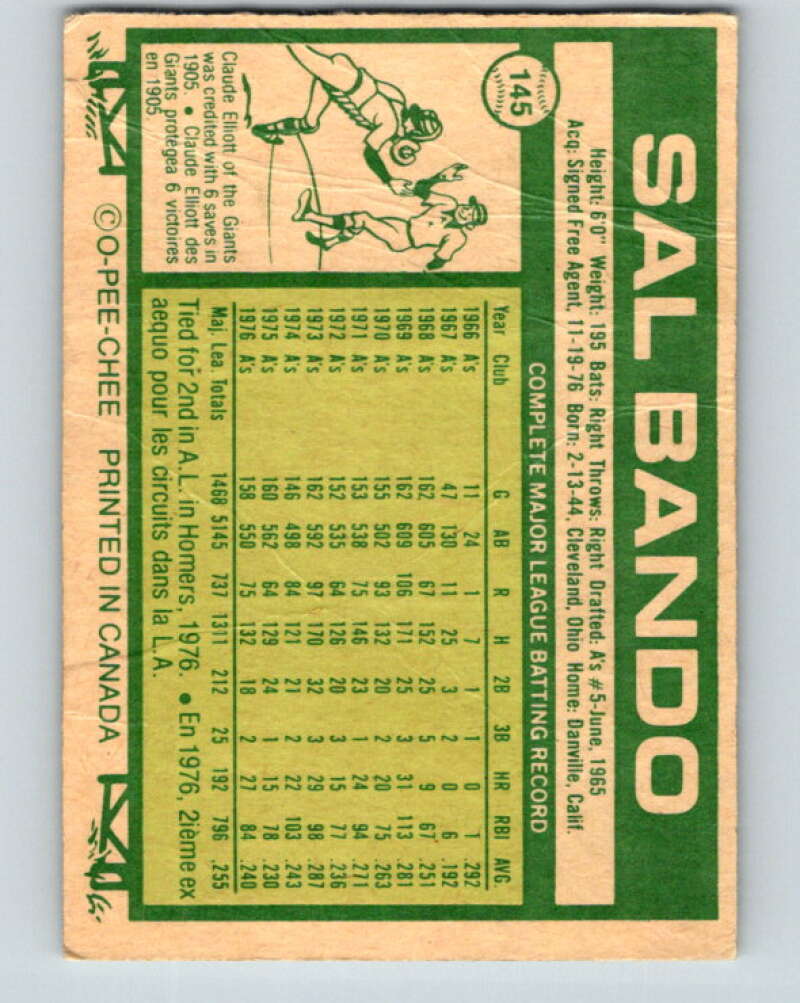 145
SAL BANDO
Height: 6'0" Weight: 195 Bats: Right Throws: Right Drafted: A's #5-June, 1965
Acq: Signed Free Agent, 11-19-76 Born: 2-13-44, Cleveland, Ohio Home: Danville, Calif.
COMPLETE MAJOR LEAGUE BATTING RECORD
Year Club G AB R H 2B 3B HR RBI AVG
1966 A's 11 24 1 7 1 1 0 1 .292
1967 A's 47 130 11 25 3 2 0 6 .192
1968 A's 162 605 67 152 25 5 9 67 .251
1969 A's 162 609 106 171 25 3 31 113 .281
1970 A's 155 502 93 132 20 2 20 75 .263
1971 A's 153 538 75 146 23 1 24 94 .271
1972 A's 152 535 64 126 20 3 15 77 .236
1973 A's 162 592 97 170 32 3 29 98 .287
1974 A's 146 498 84 121 21 2 22 103 .243
1975 A's 160 562 64 129 24 1 15 78 .230
1976 A's 158 550 75 132 18 2 27 84 .240
Maj. Lea. Totals 1468 5145 737 1311 212 25 192 796 .255
Tied for 2nd in A.L. in Homers, 1976. • En 1976, 2ième ex
aequo pour les circuits dans la L.A.
Claude Elliott of the Giants
was credited with 6 saves in
1905. • Claude Elliott des
Giants protégea 6 victoires
en 1905.
©O-PEE-CHEE PRINTED IN CANADA